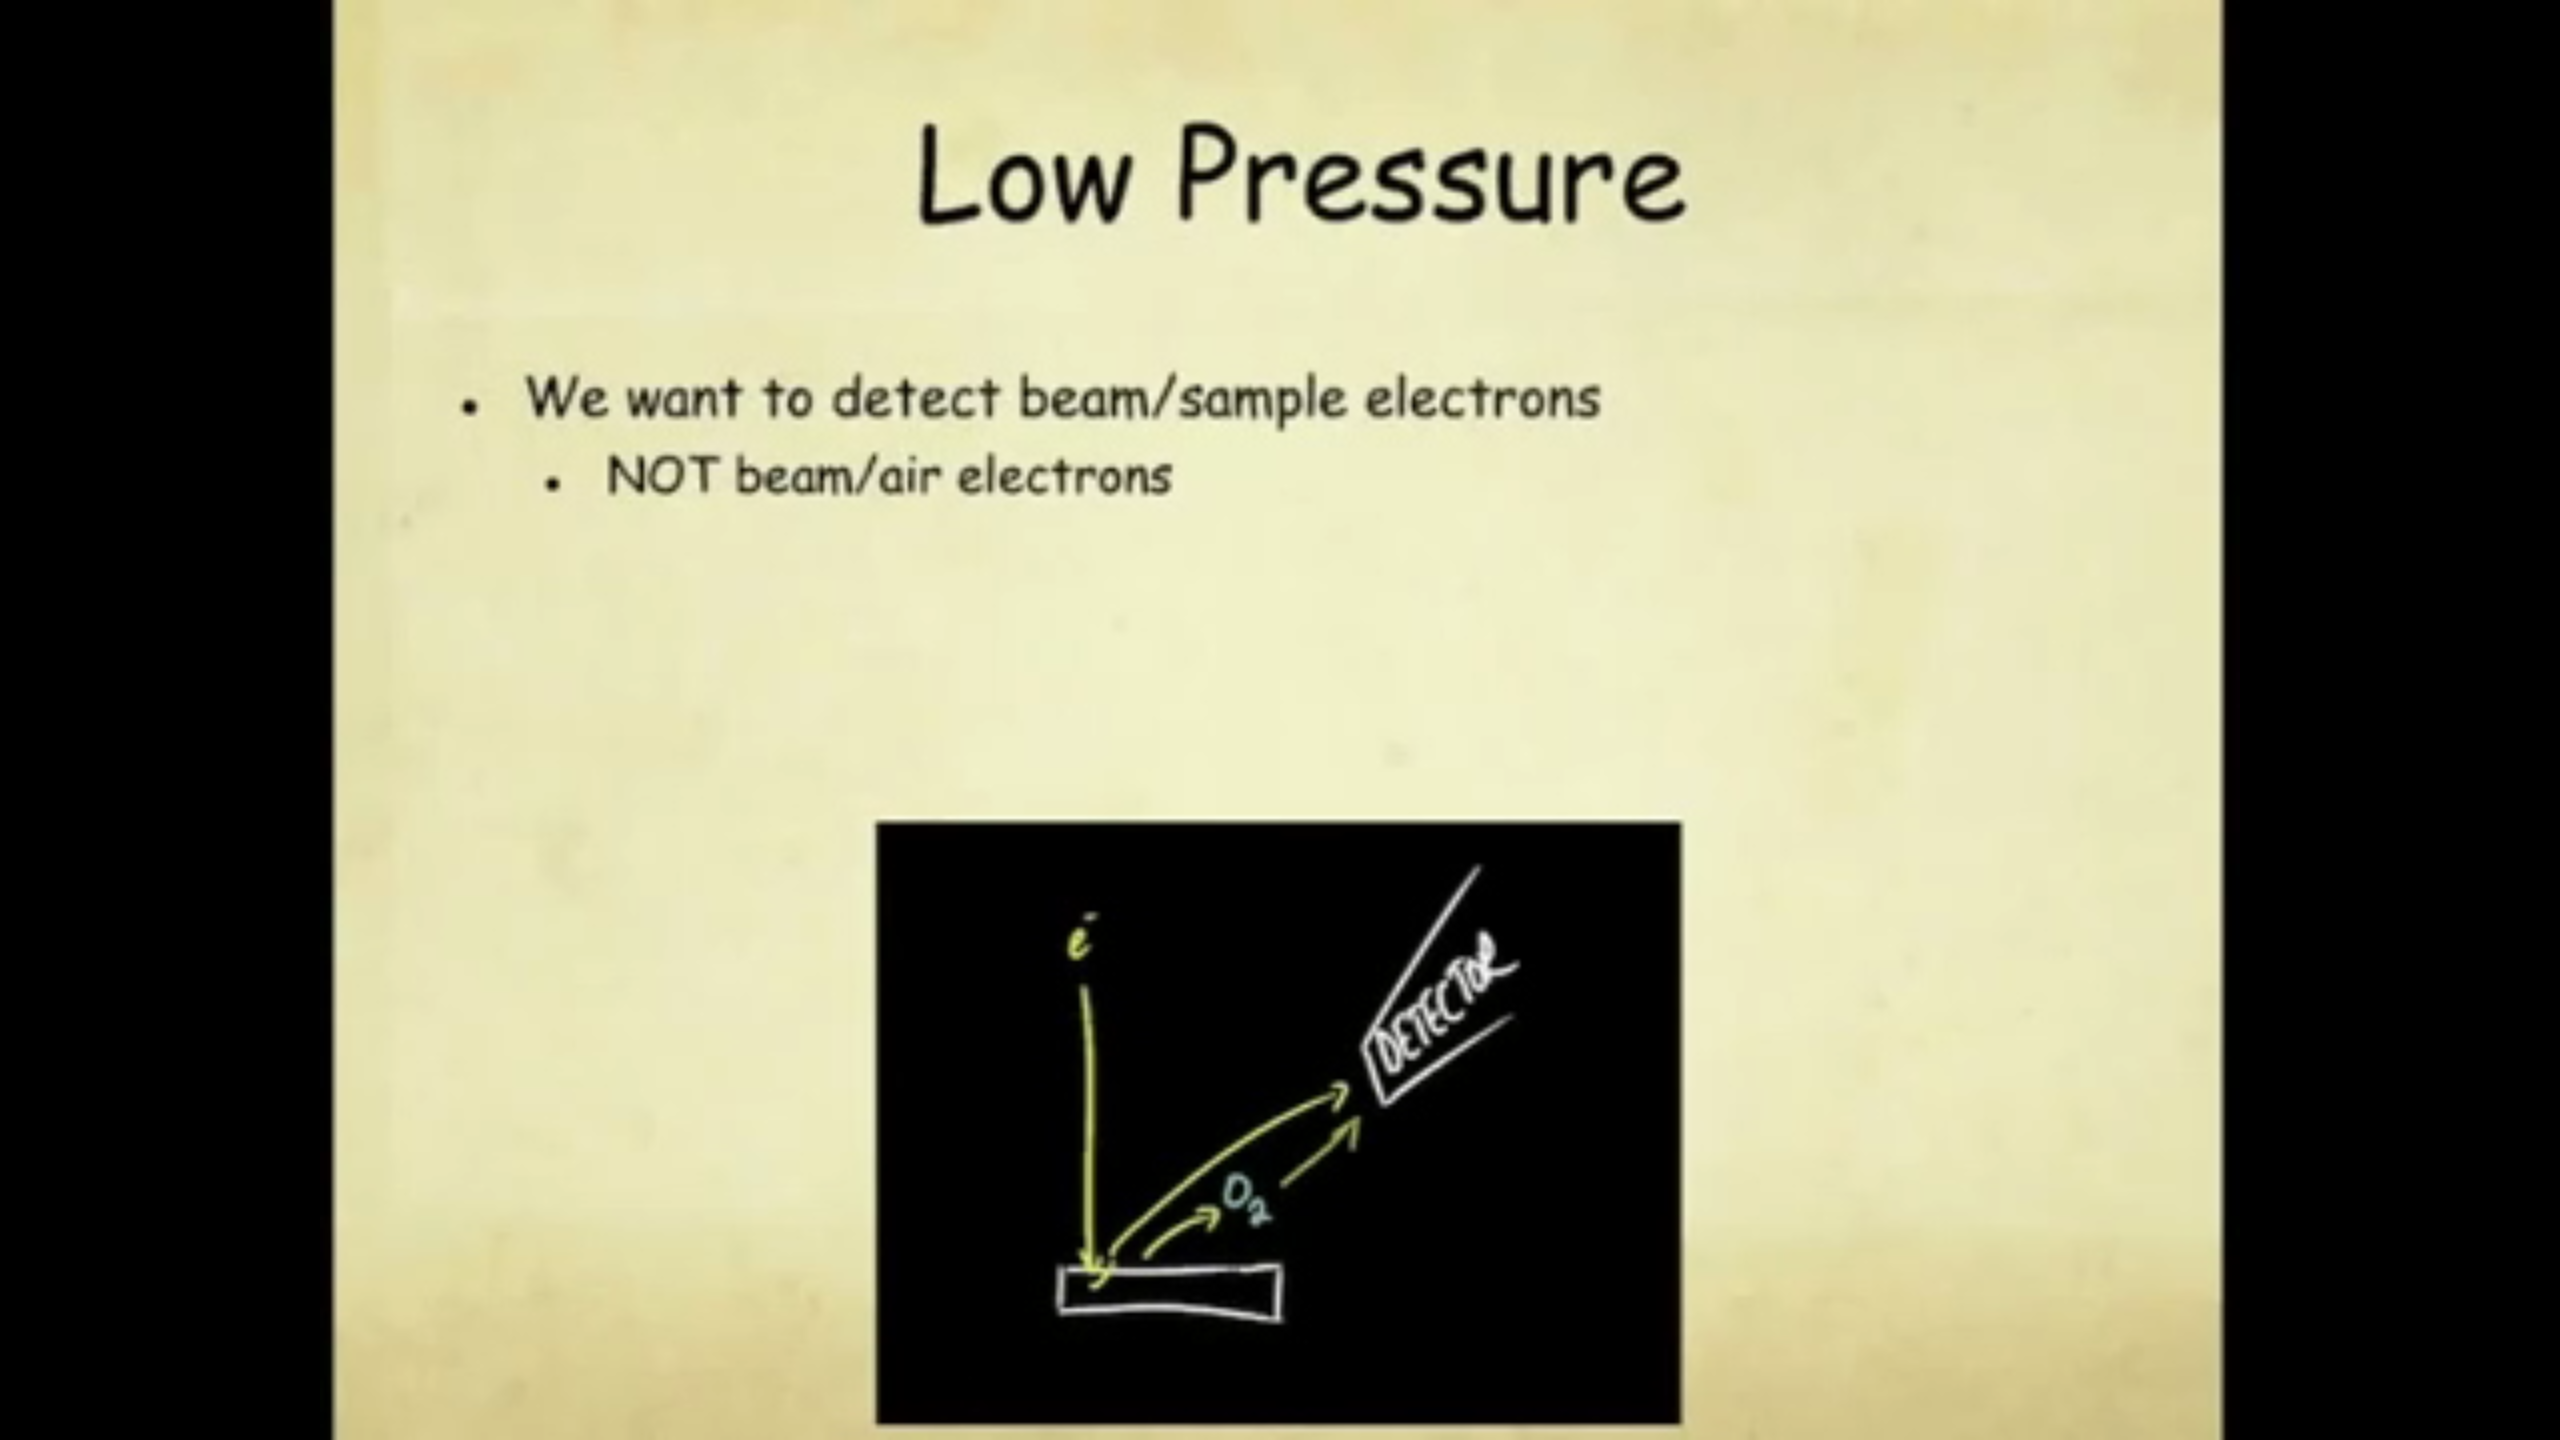 Low Pressure
• We want to detect beam/sample electrons
• NOT beam/air electrons
e⁻
DETECTOR
O₂